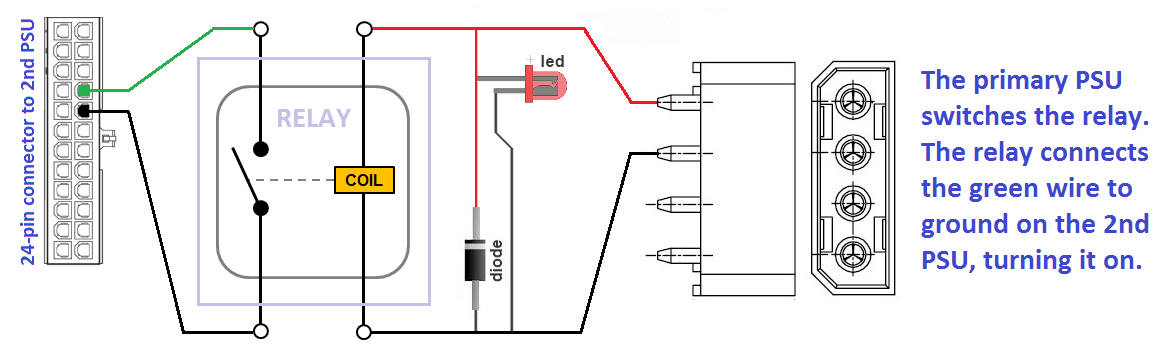 24-pin connector to 2nd PSU
RELAY
COIL
+ led
diode
The primary PSU
switches the relay.
The relay connects
the green wire to
ground on the 2nd
PSU, turning it on.